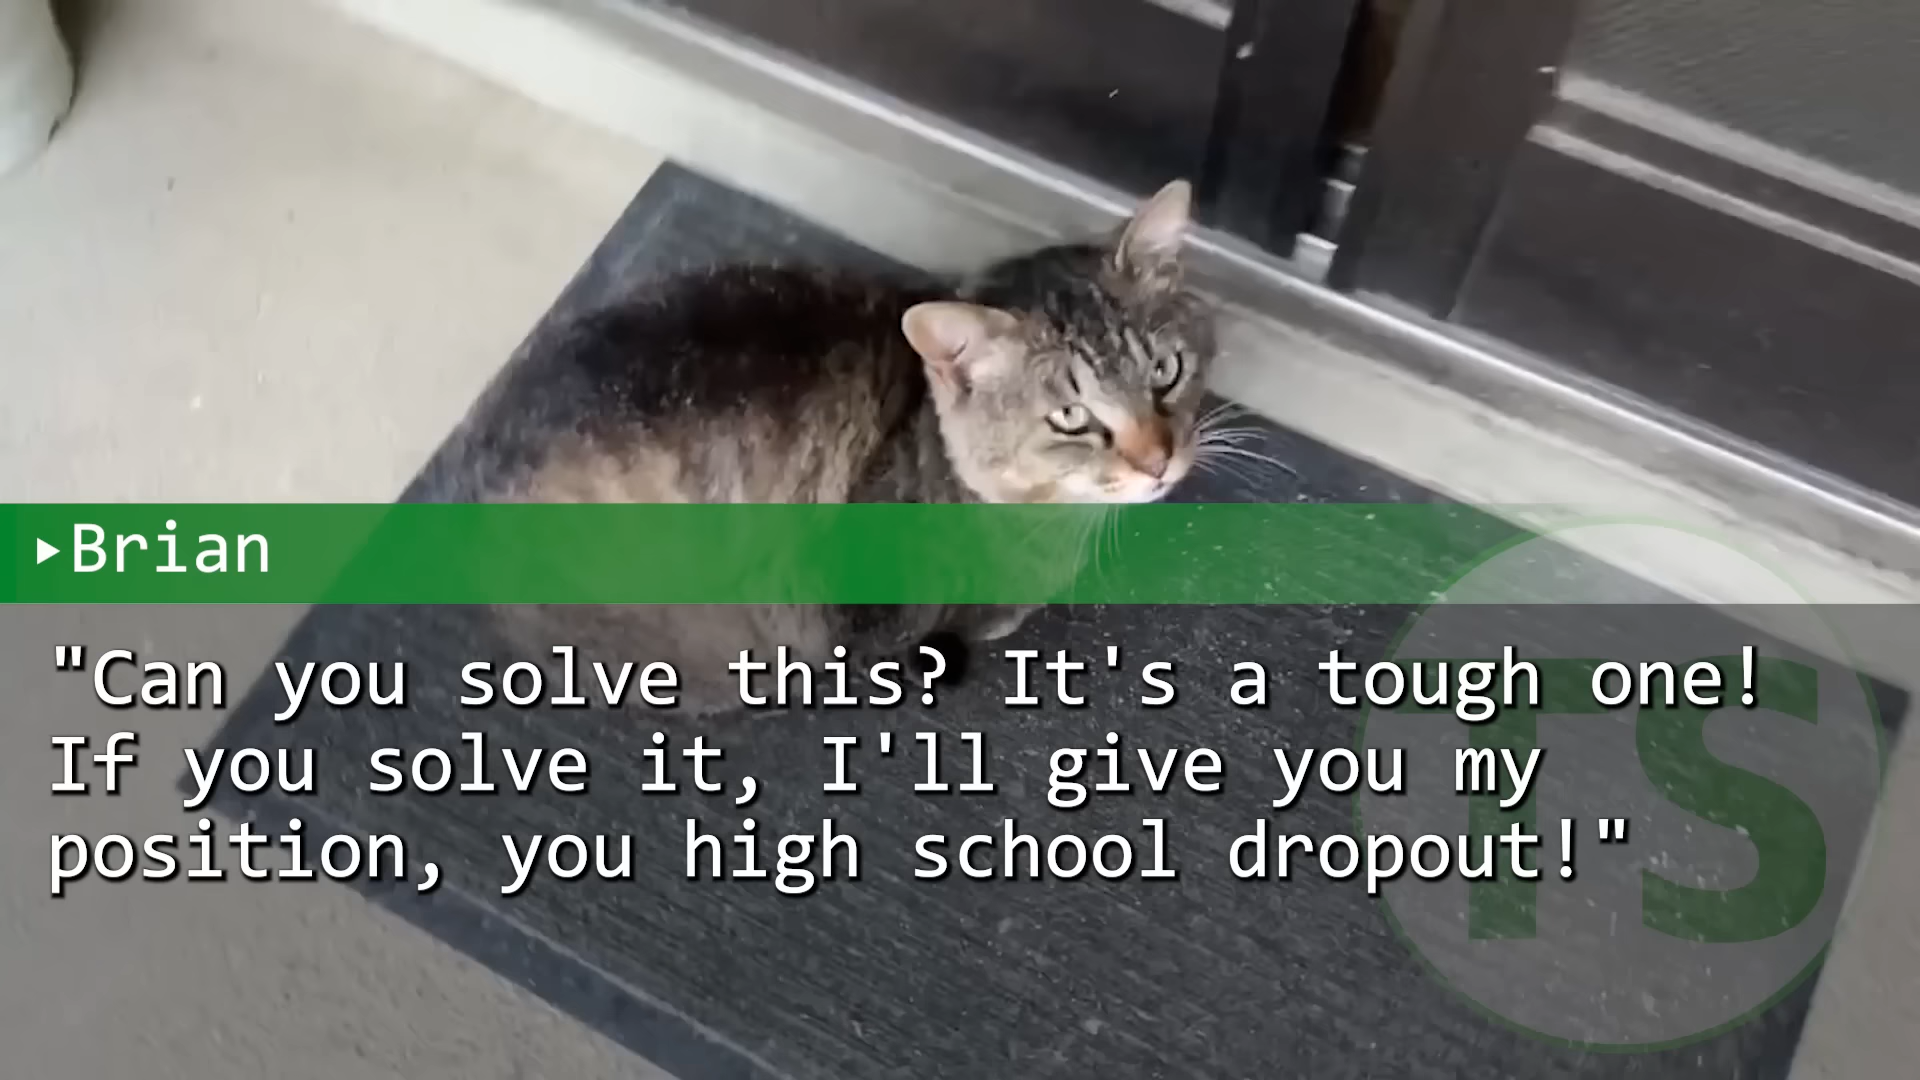 ▶Brian
"Can you solve this? It's a tough one!
If you solve it, I'll give you my
position, you high school dropout!"
TS